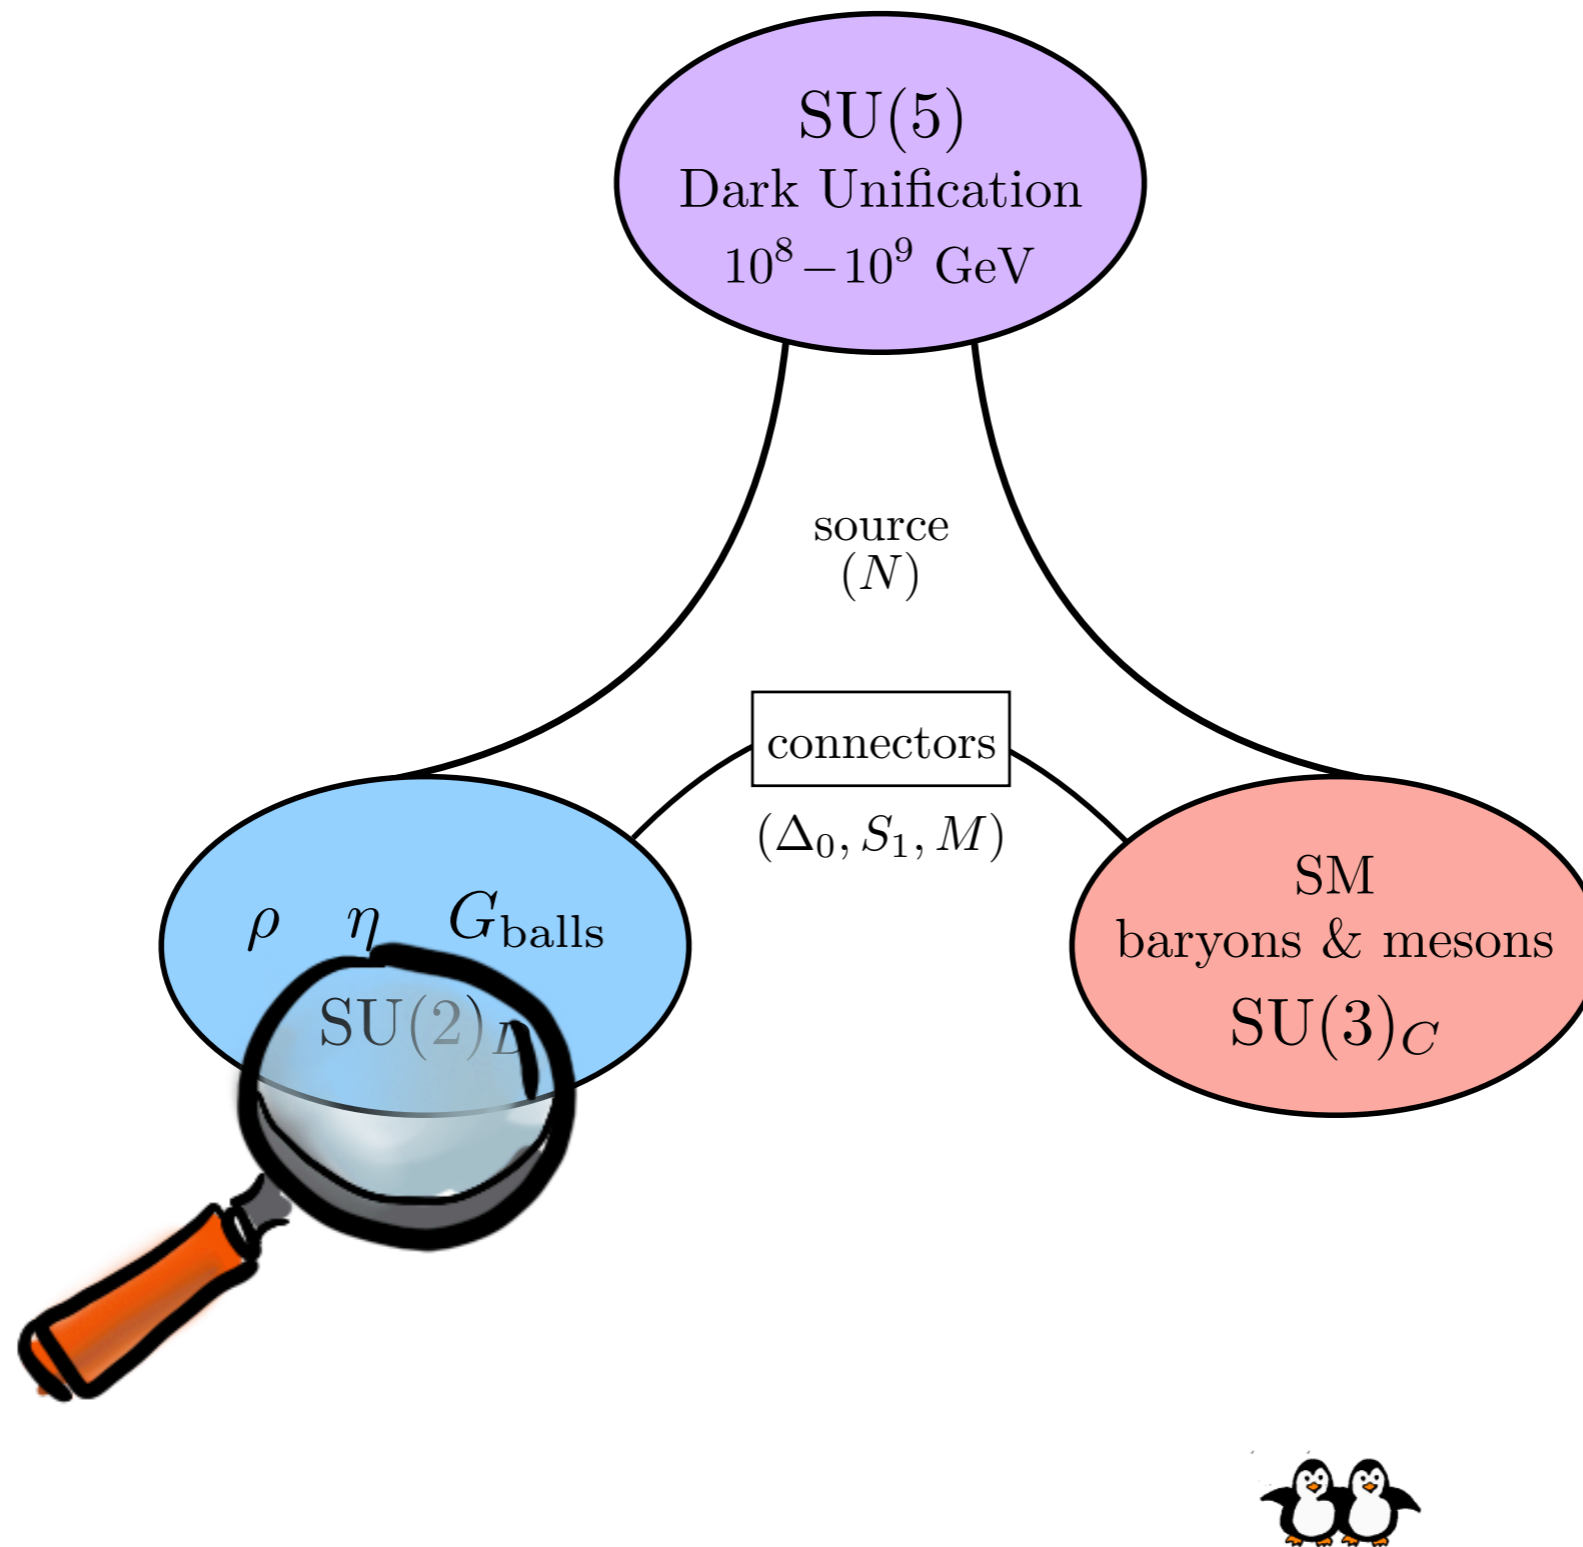 SU(5)
Dark Unification
10⁸−10⁹ GeV
source
(N)
connectors
(Δ₀, S₁, M)
ρ η G_balls
SU(2)_D
SM
baryons & mesons
SU(3)_C